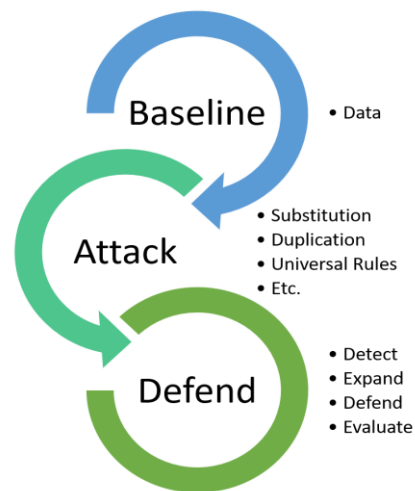 Baseline
• Data
Attack
• Substitution
• Duplication
• Universal Rules
• Etc.
Defend
• Detect
• Expand
• Defend
• Evaluate